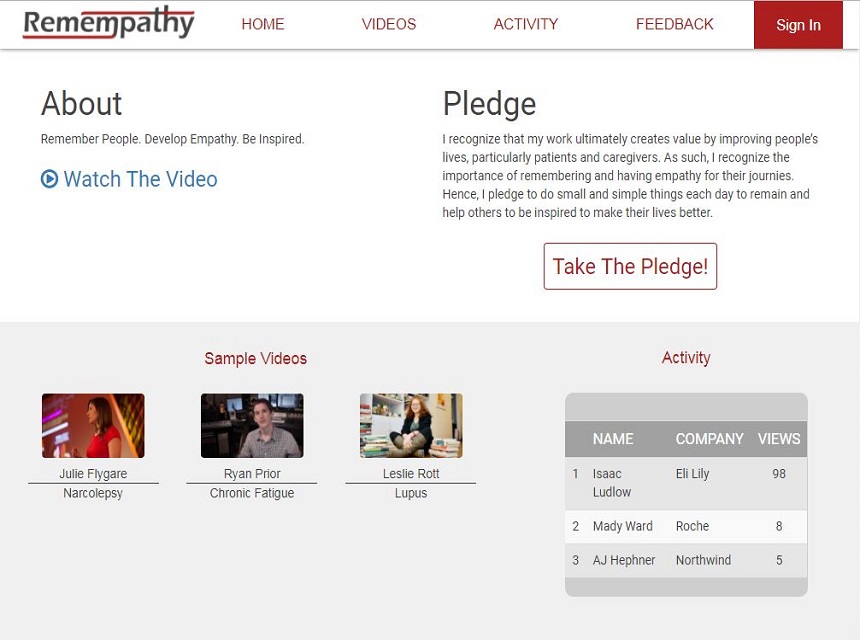 Remempathy
HOME
VIDEOS
ACTIVITY
FEEDBACK
Sign In
About
Remember People. Develop Empathy. Be Inspired.
Watch The Video
Pledge
I recognize that my work ultimately creates value by improving people's
lives, particularly patients and caregivers. As such, I recognize the
importance of remembering and having empathy for their journies.
Hence, I pledge to do small and simple things each day to remain and
help others to be inspired to make their lives better.
Take The Pledge!
Sample Videos
Julie Flygare
Narcolepsy
Ryan Prior
Chronic Fatigue
Leslie Rott
Lupus
Activity
NAME COMPANY VIEWS
1 Isaac Eli Lily 98
Ludlow
2 Mady Ward Roche 8
3 AJ Hephner Northwind 5